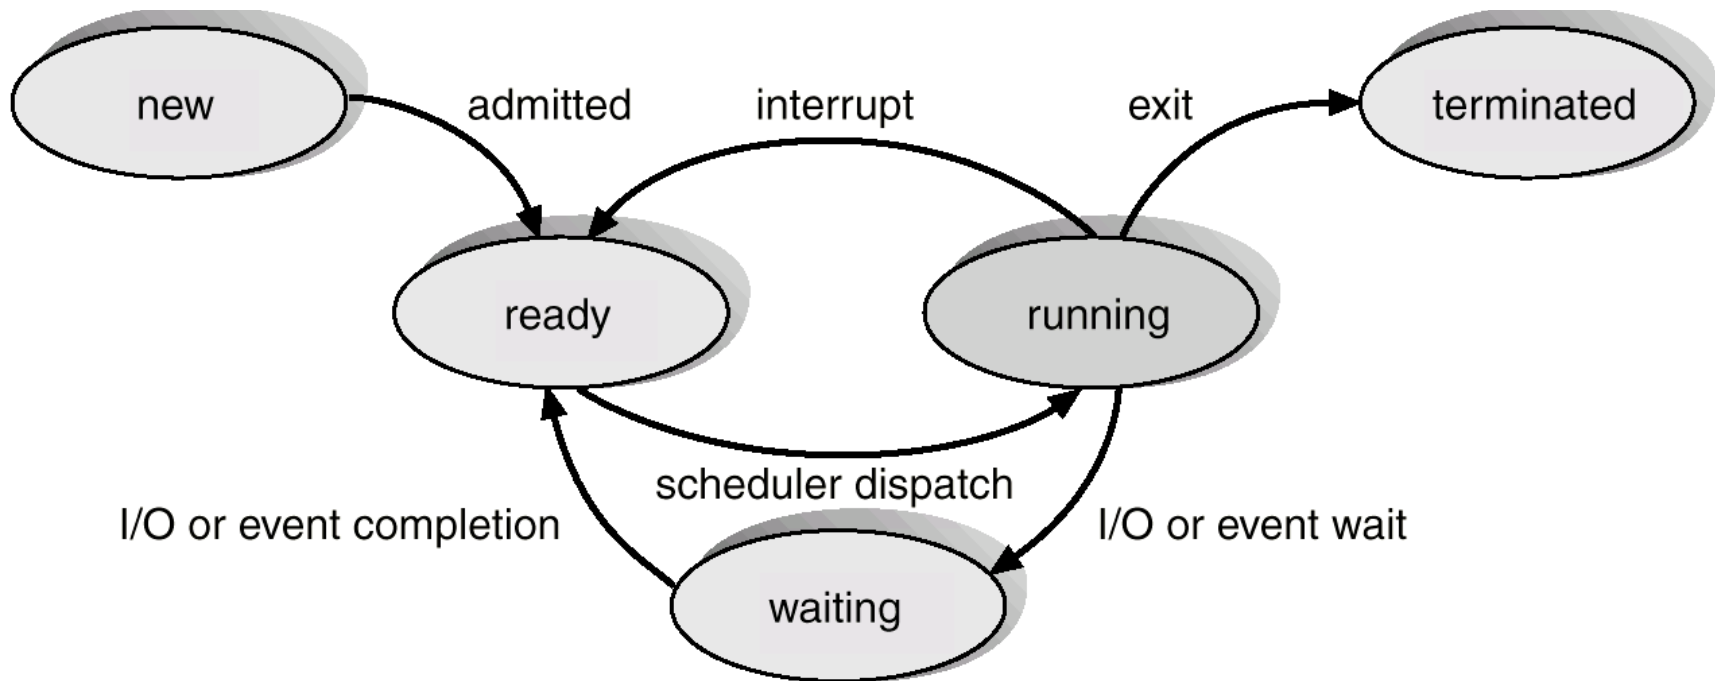 new
admitted
interrupt
exit
terminated
ready
running
scheduler dispatch
I/O or event completion
I/O or event wait
waiting